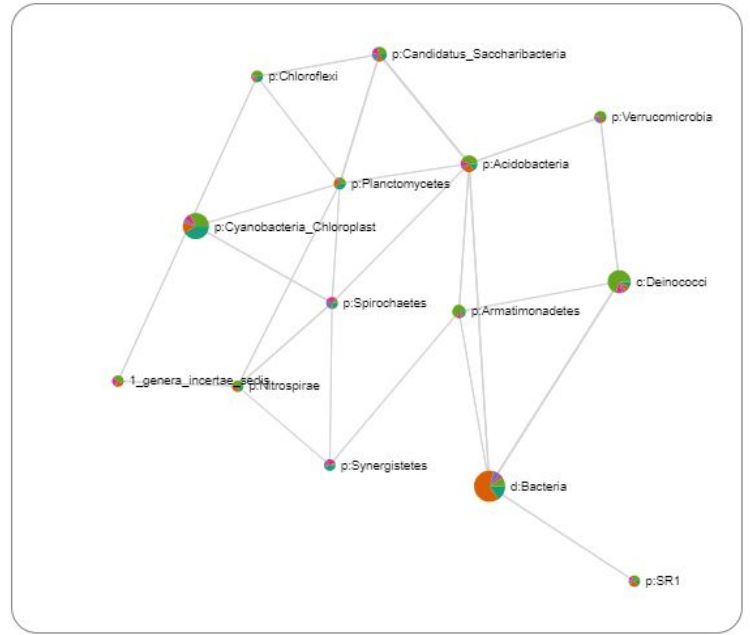 p:Candidatus_Saccharibacteria
p:Chloroflexi
p:Verrucomicrobia
p:Acidobacteria
p:Planctomycetes
p:Cyanobacteria_Chloroplast
c:Deinococci
p:Spirochaetes
p:Armatimonadetes
1_genera_incertae_sedis
p:Nitrospirae
p:Synergistetes
d:Bacteria
p:SR1